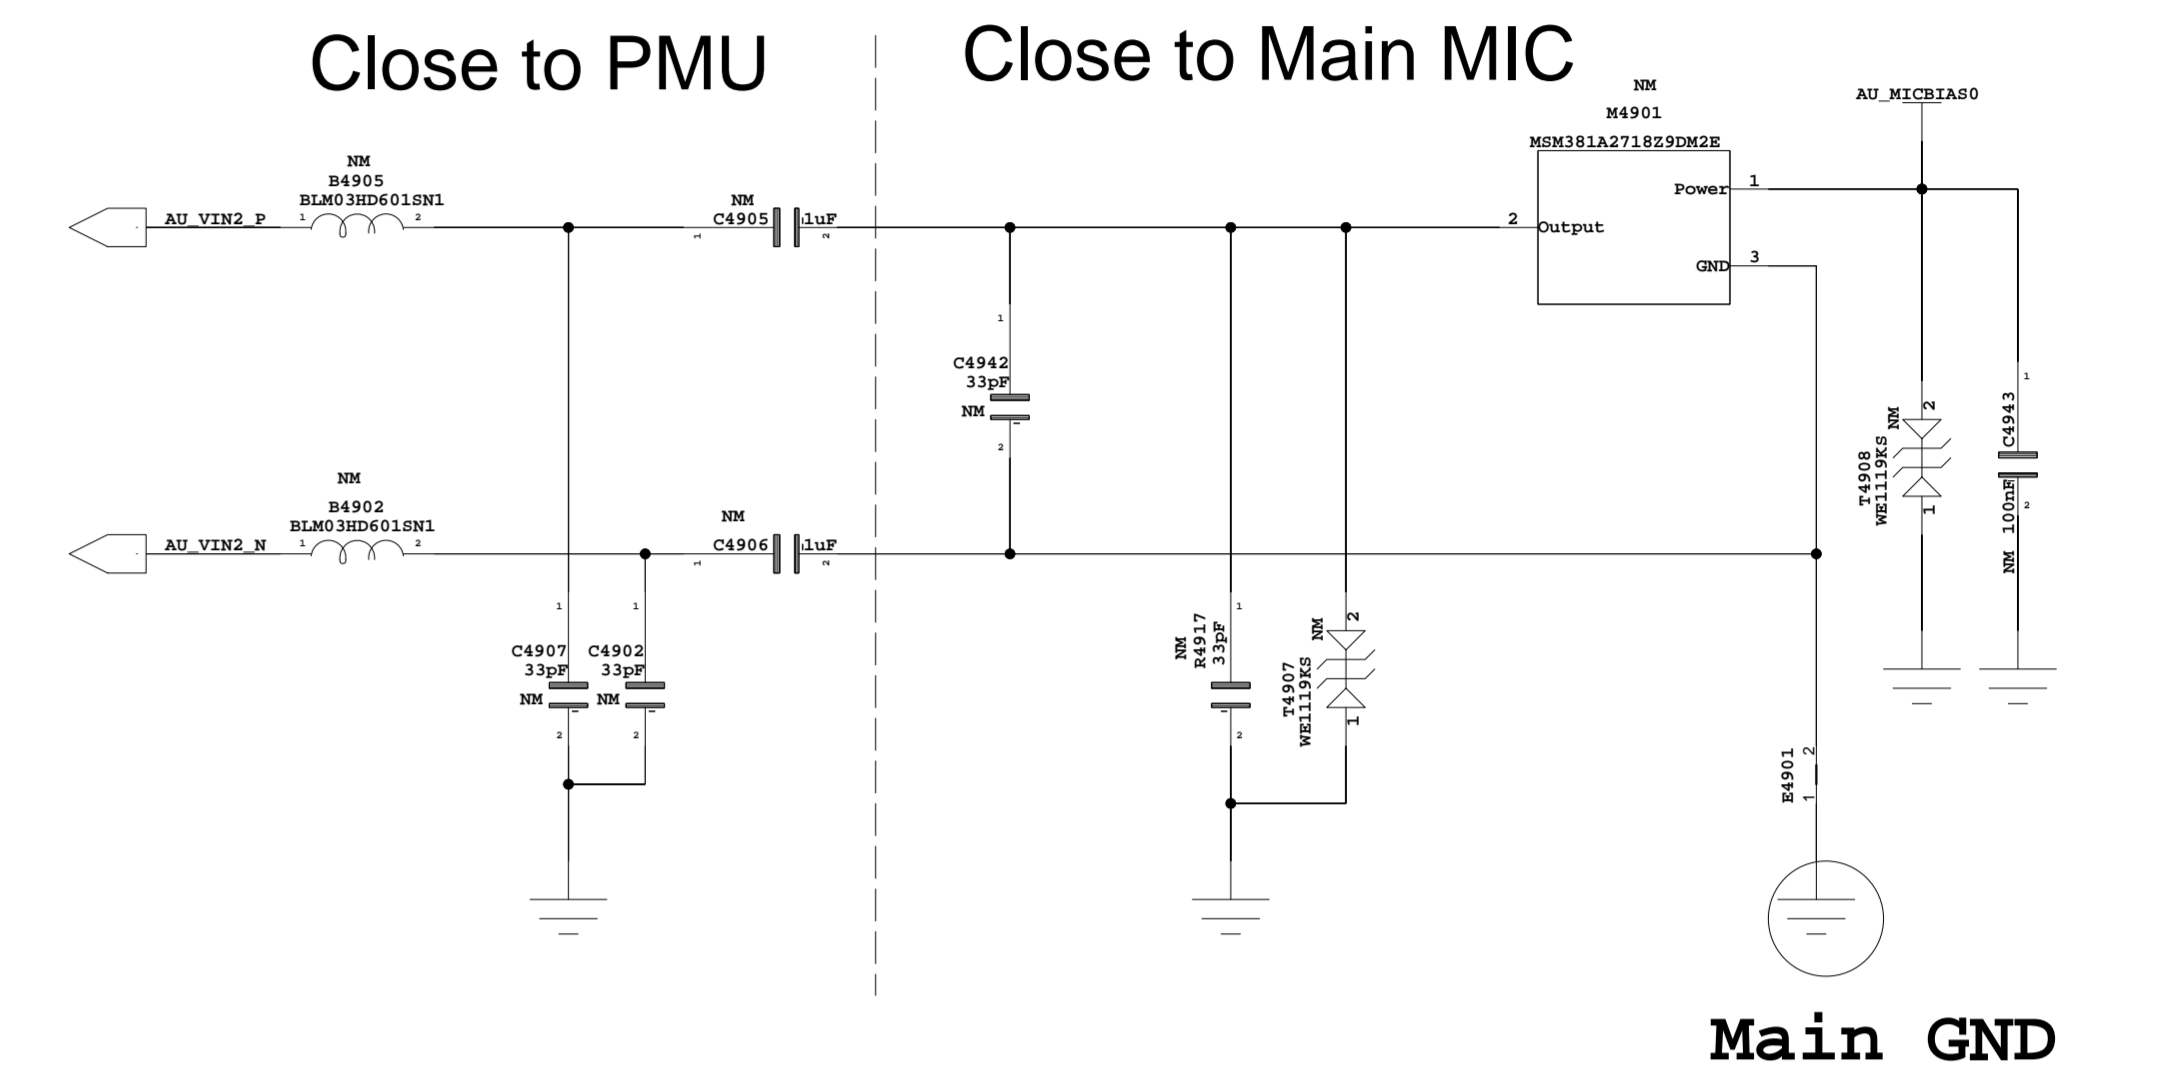 Close to PMU
Close to Main MIC
NM
M4901
MSM381A2718Z9DM2E
AU_MICBIAS0
NM
B4905
BLM03HD601SN1
AU_VIN2_P
1
2
NM
C4905
1uF
1
2
2
Output
Power
1
GND
3
1
C4942
33pF
NM
2
NM
B4902
BLM03HD601SN1
AU_VIN2_N
1
2
NM
C4906
1uF
1
2
1
C4907
33pF
NM
2
1
C4902
33pF
NM
2
1
NM
R4917
33pF
2
2
NM
T4907
WE1119KS
1
2
NM
T4908
WE1119KS
1
1
C4943
NM 100nF
2
E4901
2
1
Main GND